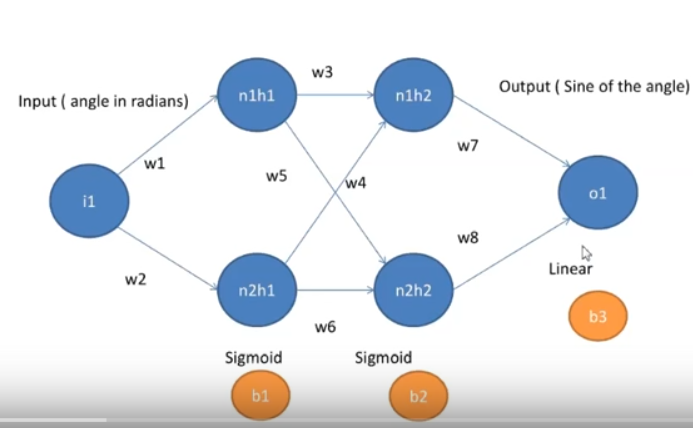 w3
n1h1
n1h2
Output ( Sine of the angle)
Input ( angle in radians)
w1
w7
w5
w4
i1
o1
w8
w2
Linear
n2h1
n2h2
b3
w6
Sigmoid
Sigmoid
b1
b2